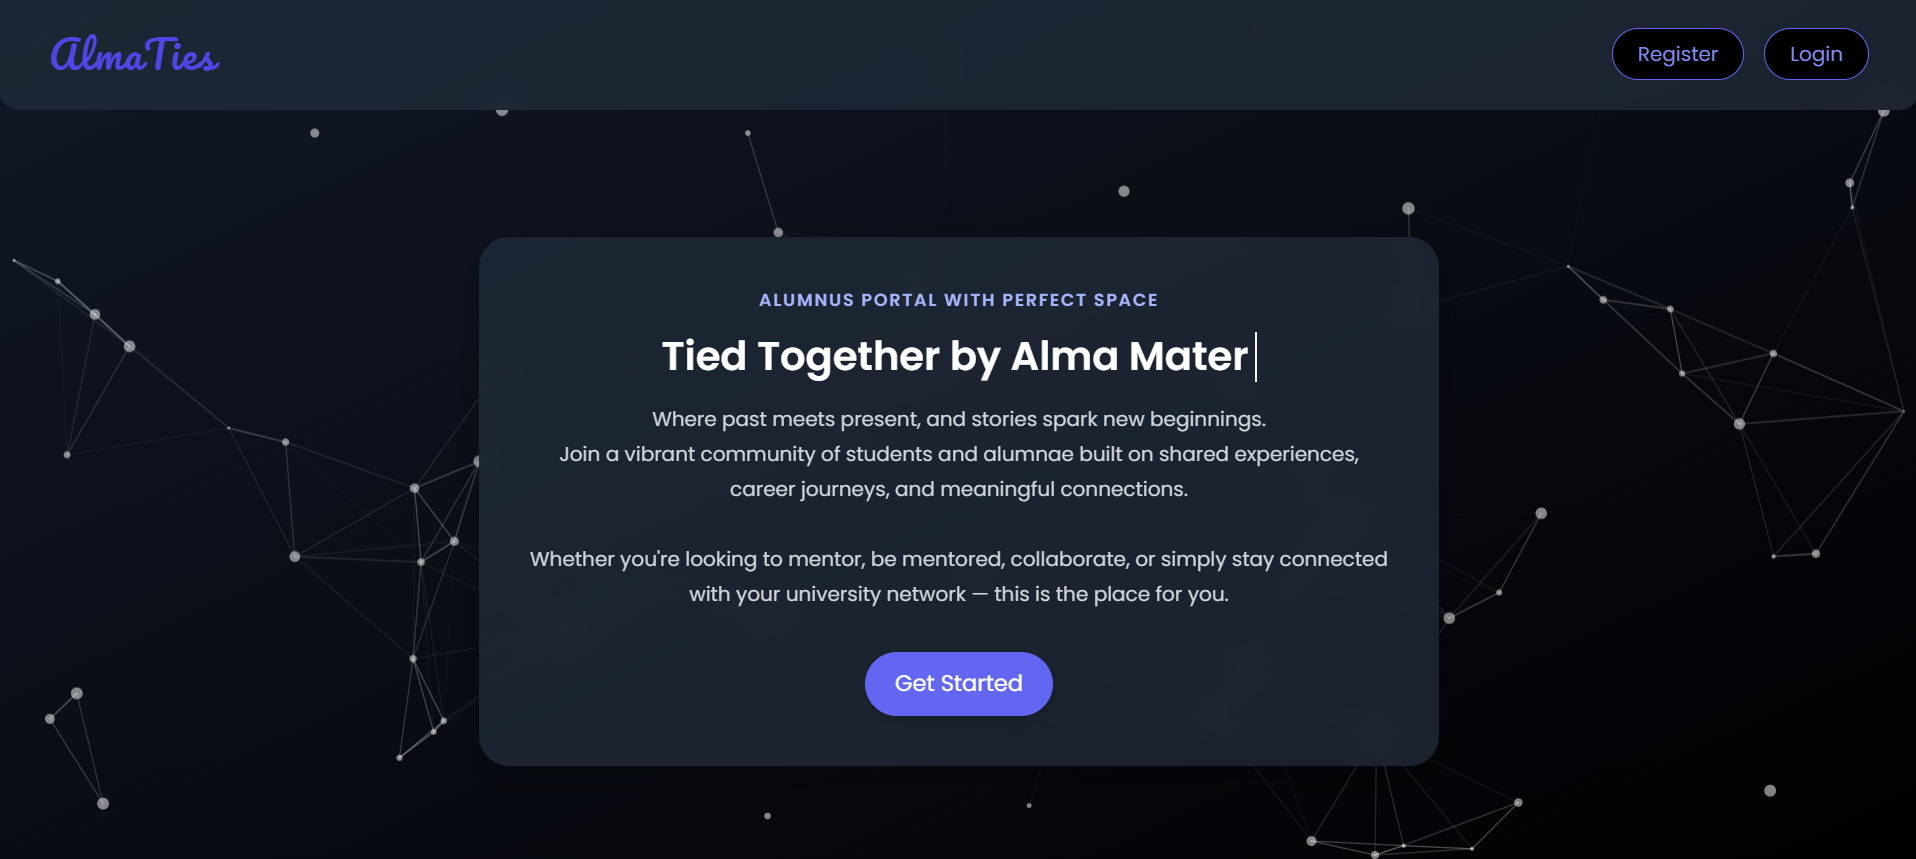 AlmaTies
Register
Login
ALUMNUS PORTAL WITH PERFECT SPACE
Tied Together by Alma Mater
Where past meets present, and stories spark new beginnings.
Join a vibrant community of students and alumnae built on shared experiences,
career journeys, and meaningful connections.
Whether you're looking to mentor, be mentored, collaborate, or simply stay connected
with your university network — this is the place for you.
Get Started